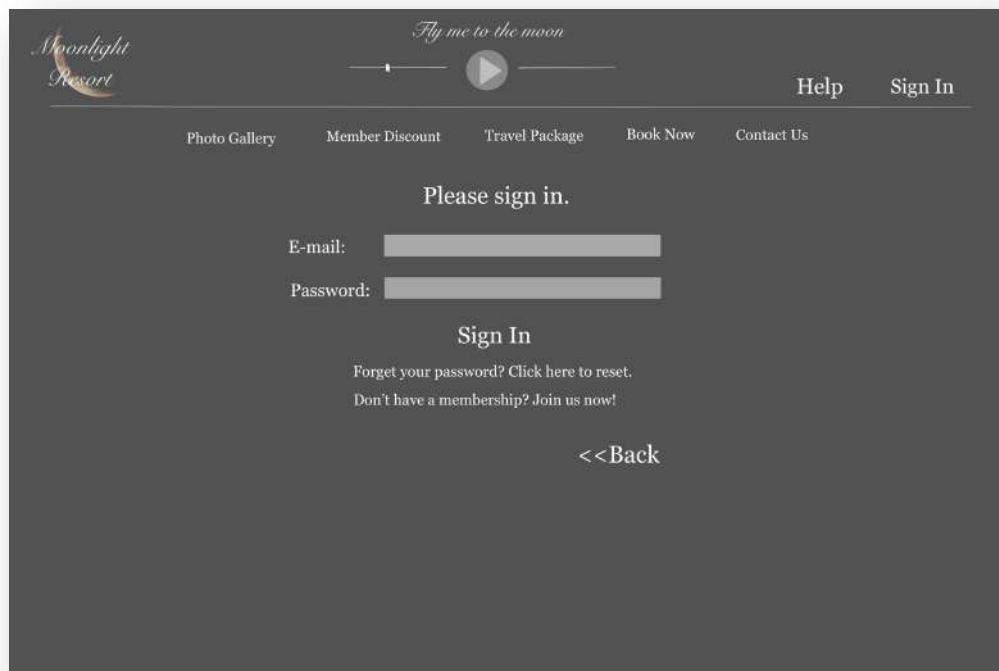 Moonlight
Resort
Fly me to the moon
Help Sign In
Photo Gallery Member Discount Travel Package Book Now Contact Us
Please sign in.
E-mail:
Password:
Sign In
Forget your password? Click here to reset.
Don't have a membership? Join us now!
<<Back